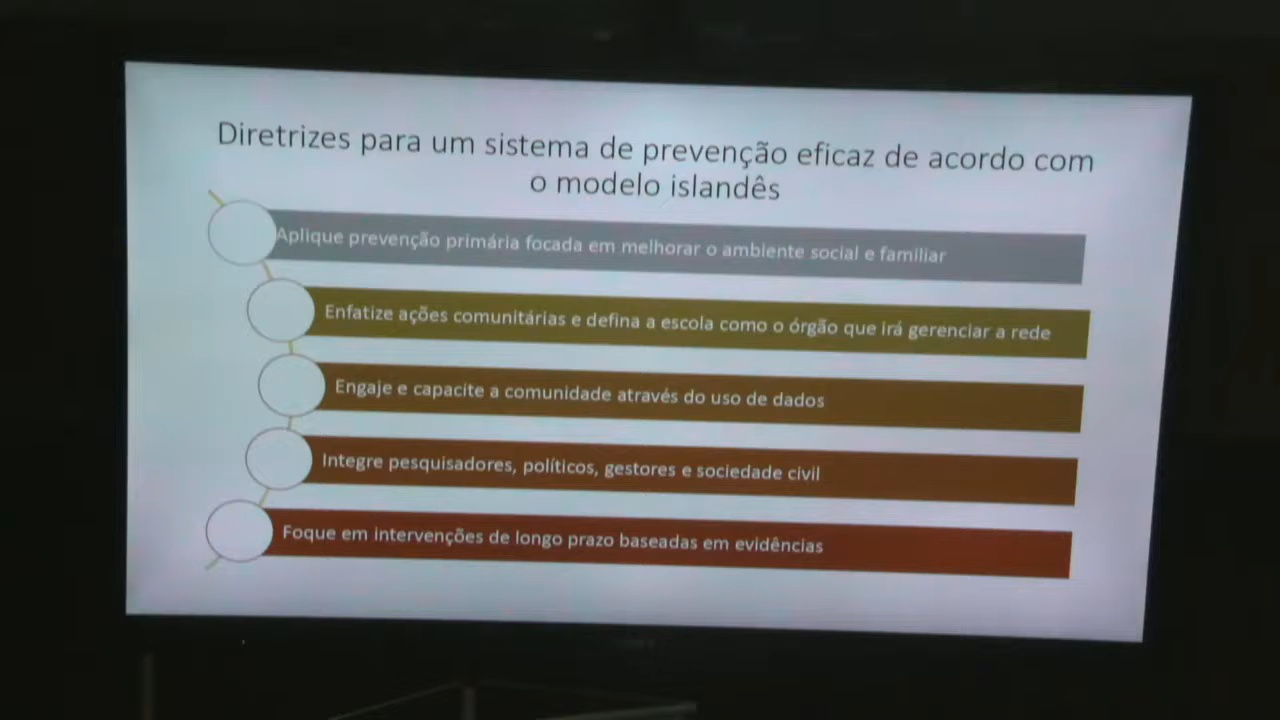 Diretrizes para um sistema de prevenção eficaz de acordo com
o modelo islandês
Aplique prevenção primária focada em melhorar o ambiente social e familiar
Enfatize ações comunitárias e defina a escola como o órgão que irá gerenciar a rede
Engaje e capacite a comunidade através do uso de dados
Integre pesquisadores, políticos, gestores e sociedade civil
Foque em intervenções de longo prazo baseadas em evidências